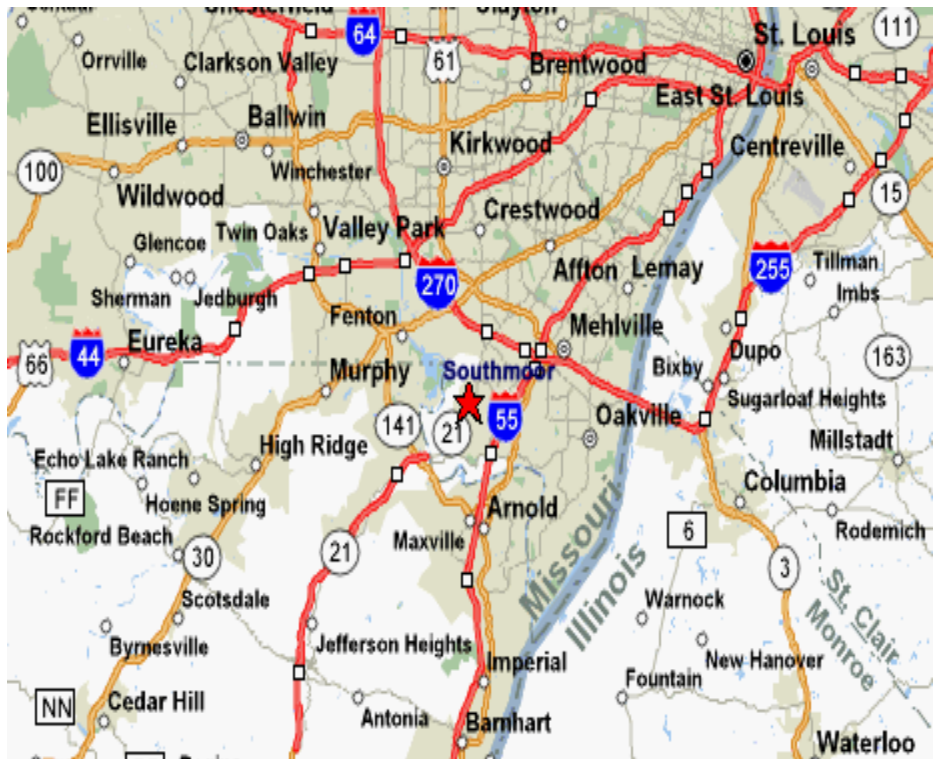 64
61
St. Louis
111
Orrville
Clarkson Valley
Brentwood
East St. Louis
Ellisville
Ballwin
Kirkwood
Centreville
100
Winchester
15
Wildwood
Crestwood
Glencoe
Twin Oaks
Valley Park
Affton
Lemay
255
Tillman
Sherman
Jedburgh
270
Imbs
Fenton
Mehlville
66
44
Eureka
Dupo
163
Murphy
Southmoor
Bixby
Sugarloaf Heights
141
21
55
Oakville
High Ridge
Millstadt
Echo Lake Ranch
FF
Hoene Spring
Columbia
Arnold
Missouri
Rockford Beach
Maxville
6
Rodemich
30
21
Illinois
3
St. Clair
Scotsdale
Warnock
Monroe
Byrnesville
Jefferson Heights
Imperial
New Hanover
Fountain
NN
Cedar Hill
Antonia
Barnhart
Waterloo